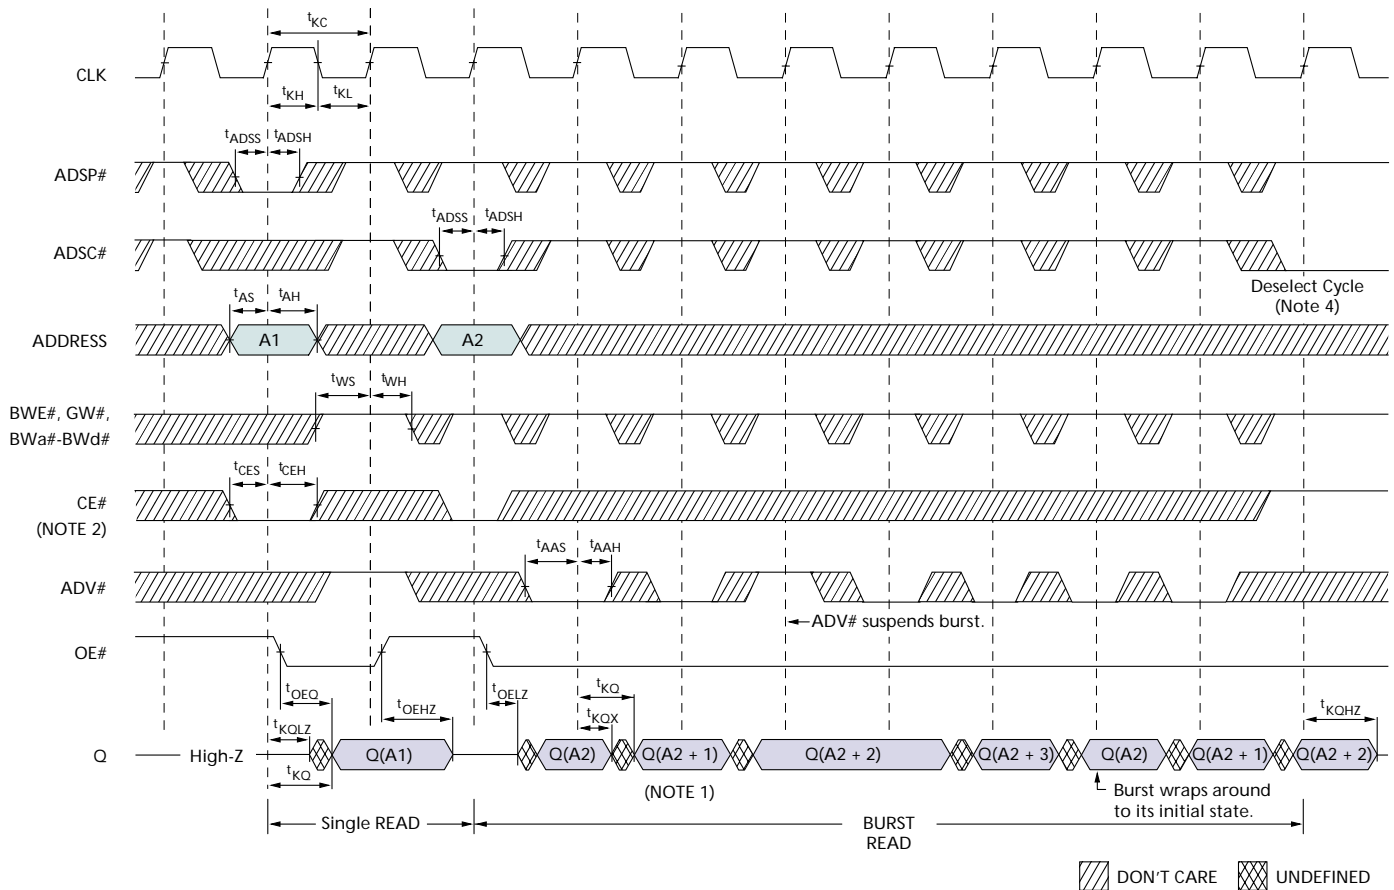 tKC
CLK
tKH
tKL
tADSS
tADSH
ADSP#
tADSS
tADSH
ADSC#
Deselect Cycle
(Note 4)
tAS
tAH
ADDRESS
A1
A2
tWS
tWH
BWE#, GW#,
BWa#-BWd#
tCES
tCEH
CE#
(NOTE 2)
tAAS
tAAH
ADV#
ADV# suspends burst.
OE#
tOEQ
tOEHZ
tOELZ
tKQ
tKQX
tKQHZ
tKQLZ
Q
High-Z
Q(A1)
Q(A2)
Q(A2 + 1)
Q(A2 + 2)
Q(A2 + 3)
Q(A2)
Q(A2 + 1)
Q(A2 + 2)
tKQ
(NOTE 1)
Burst wraps around
to its initial state.
Single READ
BURST
READ
DON'T CARE
UNDEFINED